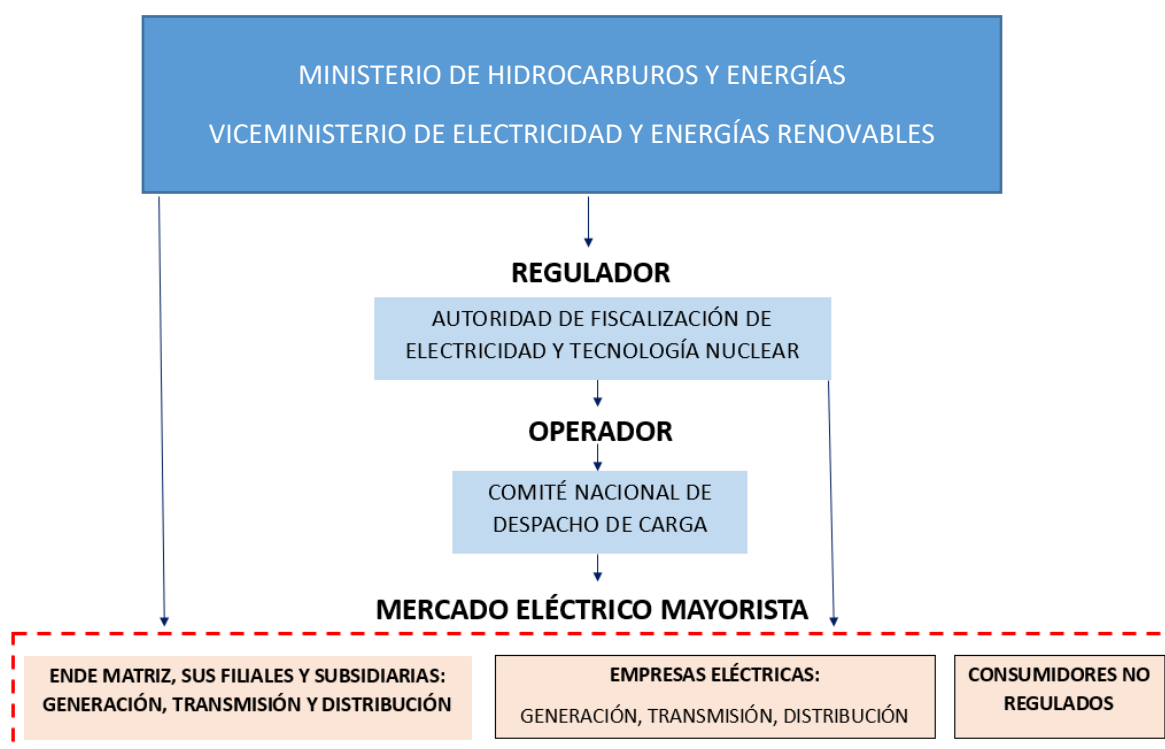 MINISTERIO DE HIDROCARBUROS Y ENERGÍAS
VICEMINISTERIO DE ELECTRICIDAD Y ENERGÍAS RENOVABLES
REGULADOR
AUTORIDAD DE FISCALIZACIÓN DE
ELECTRICIDAD Y TECNOLOGÍA NUCLEAR
OPERADOR
COMITÉ NACIONAL DE
DESPACHO DE CARGA
MERCADO ELÉCTRICO MAYORISTA
ENDE MATRIZ, SUS FILIALES Y SUBSIDIARIAS:
GENERACIÓN, TRANSMISIÓN Y DISTRIBUCIÓN
EMPRESAS ELÉCTRICAS:
GENERACIÓN, TRANSMISIÓN, DISTRIBUCIÓN
CONSUMIDORES NO
REGULADOS